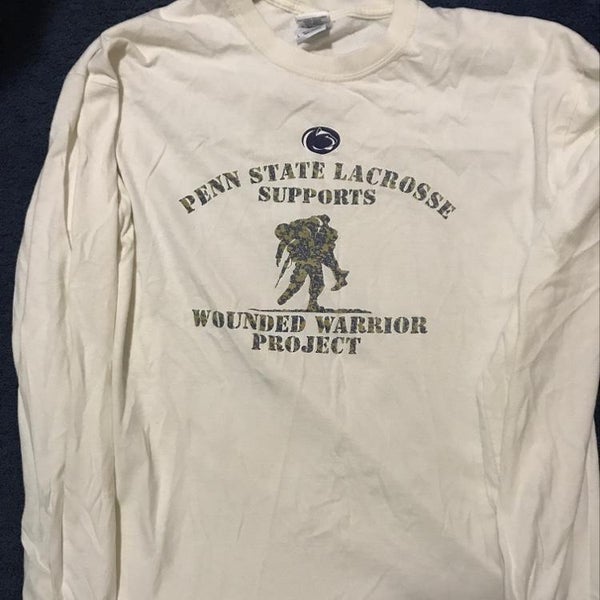 PENN STATE LACROSSE
SUPPORTS
WOUNDED WARRIOR
PROJECT